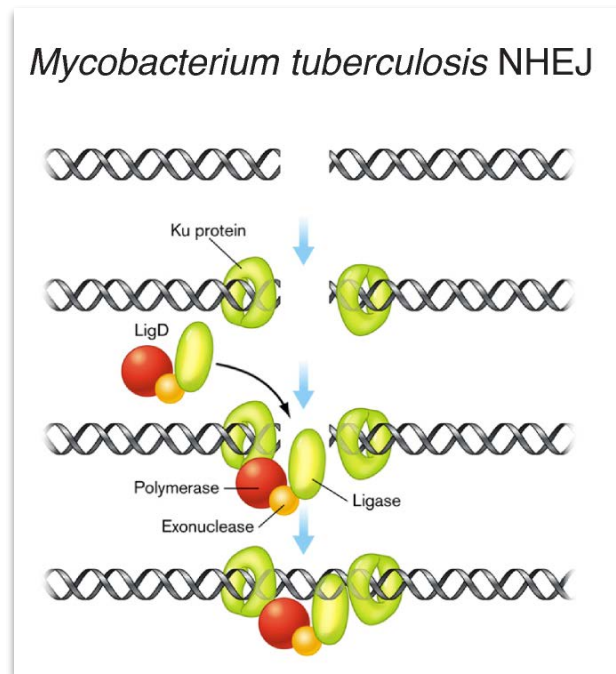 Mycobacterium tuberculosis NHEJ
Ku protein
LigD
Polymerase
Ligase
Exonuclease